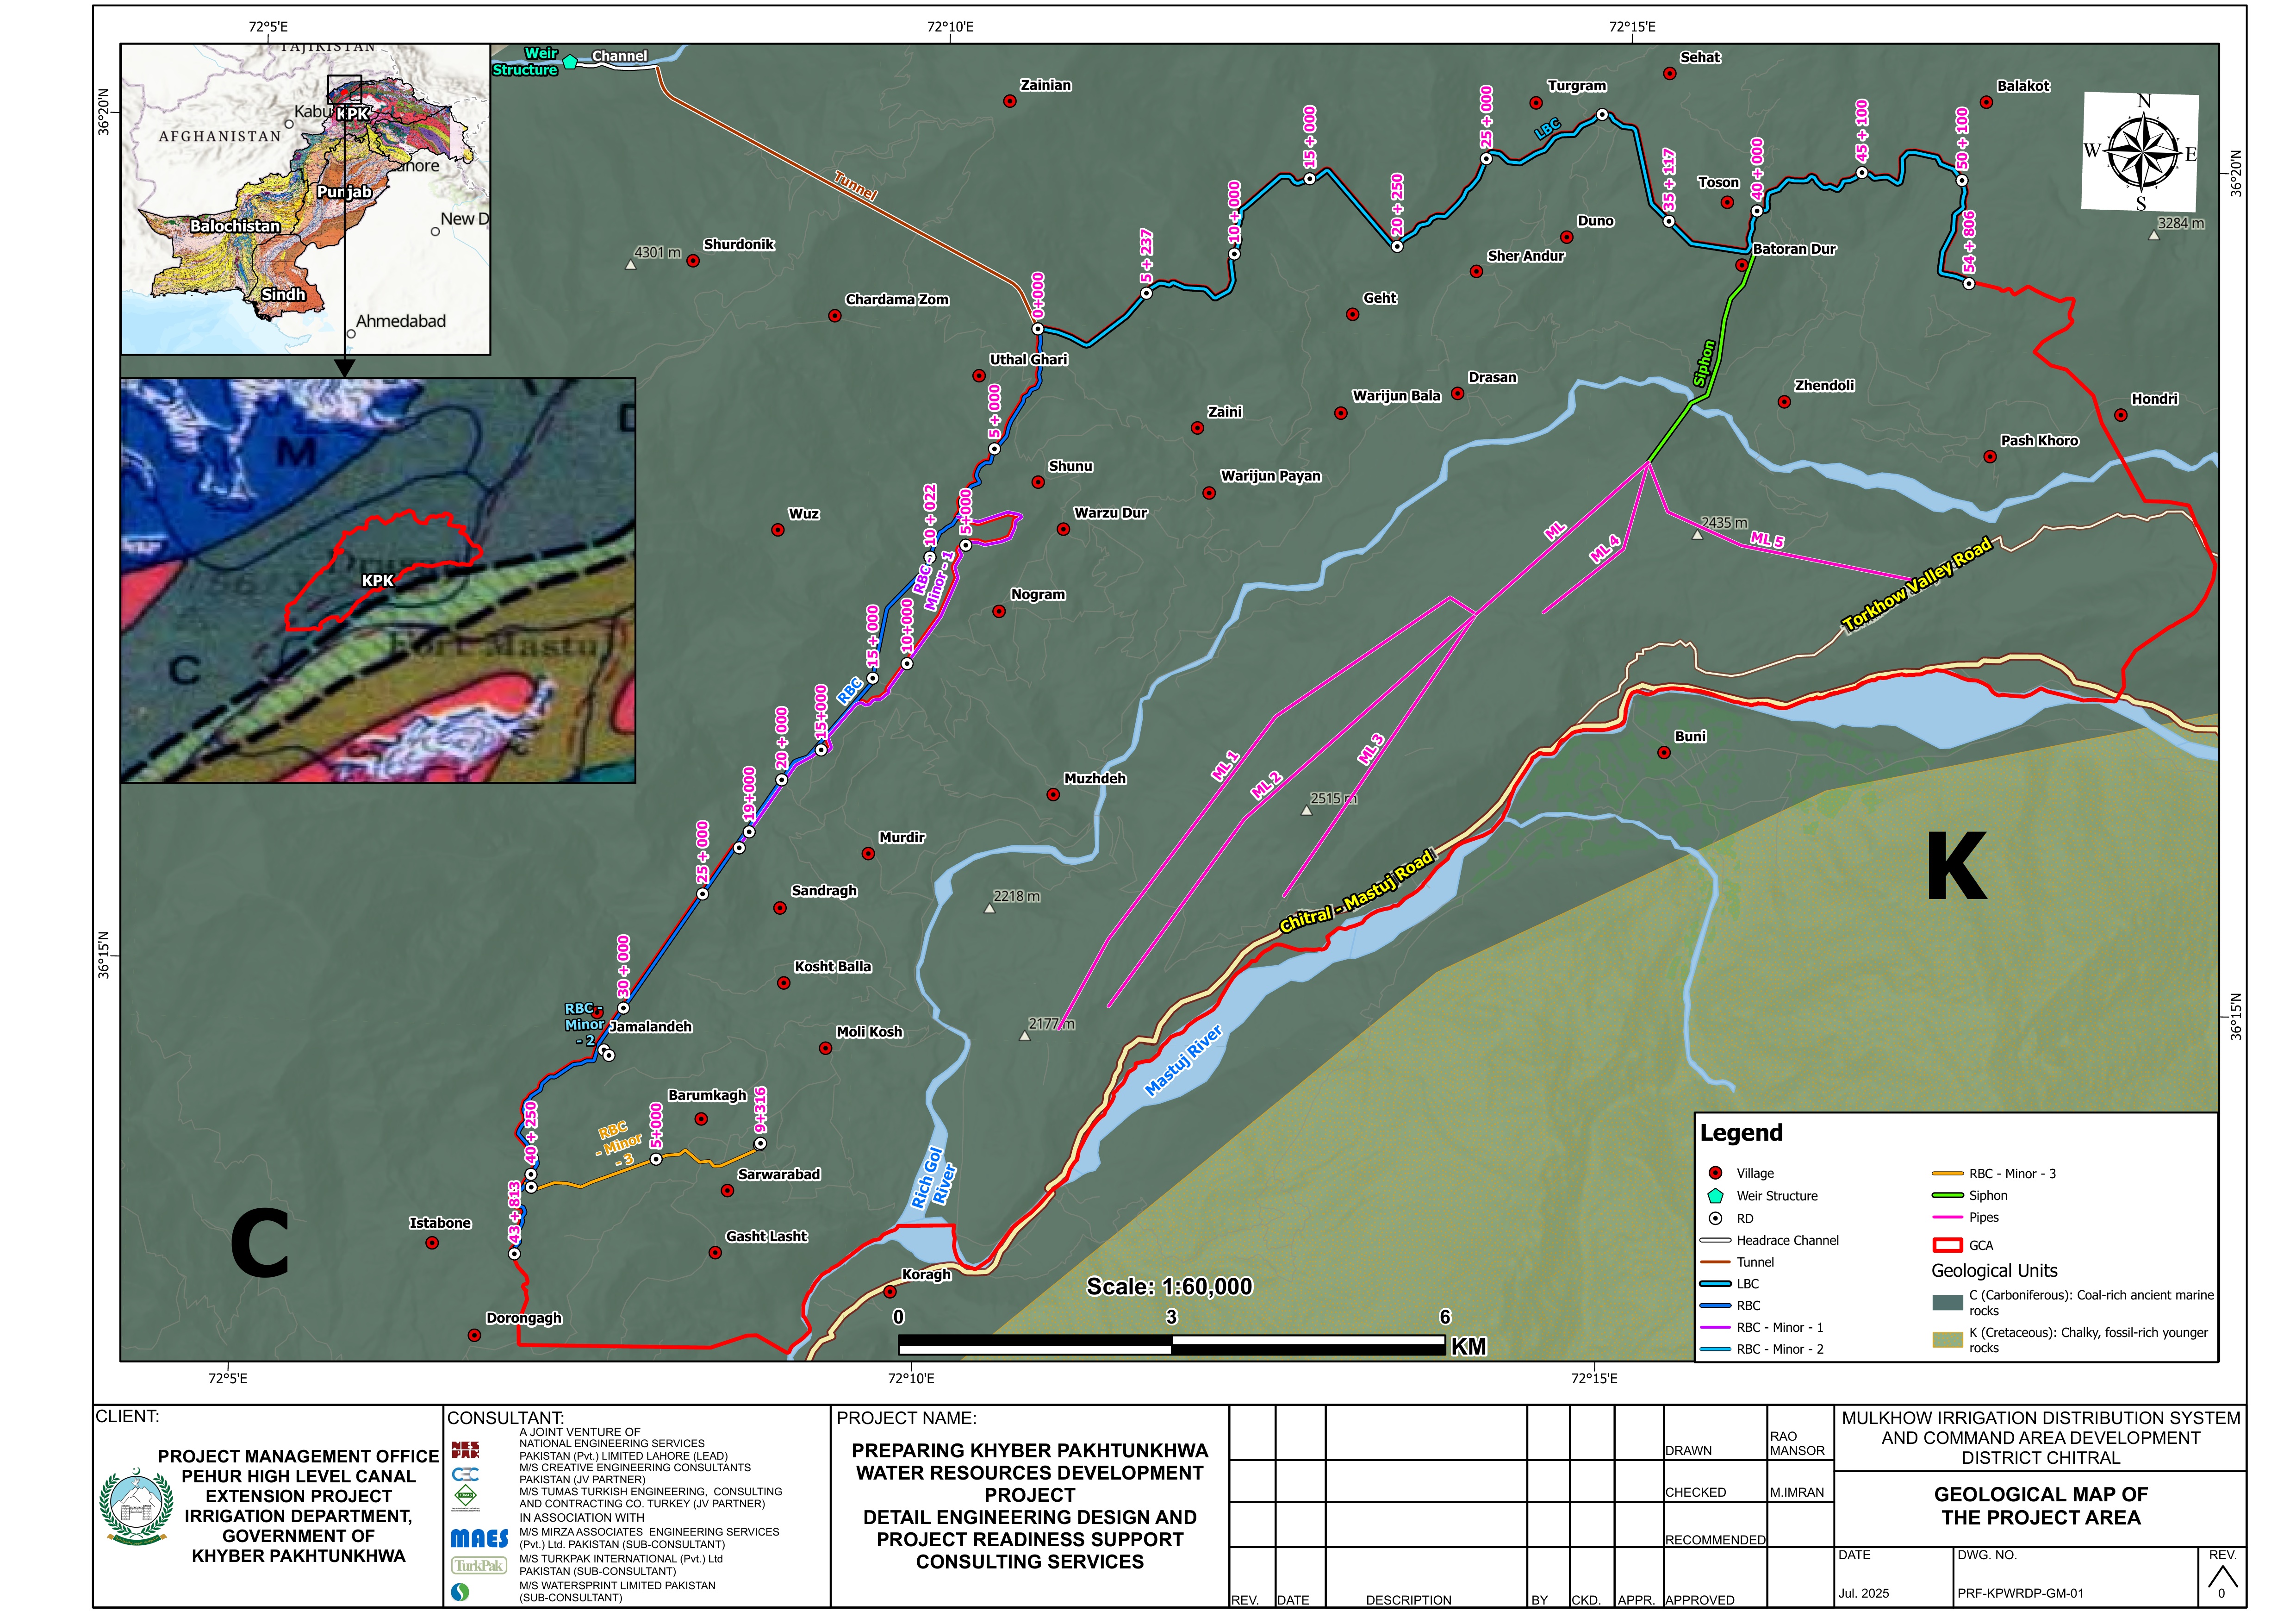 72°5'E
72°10'E
72°15'E
36°20'N
36°15'N
36°20'N
36°15'N
72°5'E
72°10'E
72°15'E
TAJIKISTAN
Kabu
KPK
AFGHANISTAN
Punjab
Balochistan
New D
Sindh
Ahmedabad
M
KPK
C
Weir
Structure
Channel
Tunnel
Zainian
Sehat
Turgram
Balakot
LBC
N
W
E
S
3284 m
15 + 000
25 + 000
45 + 100
50 + 100
35 + 117
40 + 000
Toson
10 + 000
20 + 250
Duno
Batoran Dur
4301 m
Shurdonik
5 + 237
Sher Andur
54 + 806
Chardama Zom
0+000
Geht
Uthal Ghari
Siphon
Drasan
Zhendoli
Warijun Bala
Hondri
5 + 000
Zaini
Pash Khoro
Shunu
Warijun Payan
10 + 022
5+000
Wuz
Warzu Dur
2435 m
ML
ML 4
ML 5
Torkhow Valley Road
RBC -
Minor - 1
Nogram
15 + 000
10+000
RBC
15+000
20 + 000
ML 1
ML 2
ML 3
Buni
Muzhdeh
2515 m
19+000
25 + 000
Murdir
K
Chitral - Mastuj Road
Sandragh
2218 m
30 + 000
Kosht Balla
RBC -
Minor
- 2
Jamalandeh
Moli Kosh
2177 m
Mastuj River
Barumkagh
40 + 250
RBC
- Minor
- 3
5+000
9+316
Sarwarabad
Rich Gol
River
43 + 813
Istabone
C
Gasht Lasht
Koragh
Dorongagh
Scale: 1:60,000
0
3
6
KM
Legend
Village
Weir Structure
RD
Headrace Channel
Tunnel
LBC
RBC
RBC - Minor - 1
RBC - Minor - 2
RBC - Minor - 3
Siphon
Pipes
GCA
Geological Units
C (Carboniferous): Coal-rich ancient marine
rocks
K (Cretaceous): Chalky, fossil-rich younger
rocks
CLIENT:
PROJECT MANAGEMENT OFFICE
PEHUR HIGH LEVEL CANAL
EXTENSION PROJECT
IRRIGATION DEPARTMENT,
GOVERNMENT OF
KHYBER PAKHTUNKHWA
CONSULTANT:
A JOINT VENTURE OF
NATIONAL ENGINEERING SERVICES
PAKISTAN (Pvt.) LIMITED LAHORE (LEAD)
M/S CREATIVE ENGINEERING CONSULTANTS
PAKISTAN (JV PARTNER)
M/S TUMAS TURKISH ENGINEERING, CONSULTING
AND CONTRACTING CO. TURKEY (JV PARTNER)
IN ASSOCIATION WITH
M/S MIRZA ASSOCIATES ENGINEERING SERVICES
(Pvt.) Ltd. PAKISTAN (SUB-CONSULTANT)
M/S TURKPAK INTERNATIONAL (Pvt.) Ltd
PAKISTAN (SUB-CONSULTANT)
M/S WATERSPRINT LIMITED PAKISTAN
(SUB-CONSULTANT)
NES
PAK
CEC
MAES
TurkPak
PROJECT NAME:
PREPARING KHYBER PAKHTUNKHWA
WATER RESOURCES DEVELOPMENT
PROJECT
DETAIL ENGINEERING DESIGN AND
PROJECT READINESS SUPPORT
CONSULTING SERVICES
REV.
DATE
DESCRIPTION
BY
CKD.
APPR.
DRAWN
RAO
MANSOR
CHECKED
M.IMRAN
RECOMMENDED
APPROVED
MULKHOW IRRIGATION DISTRIBUTION SYSTEM
AND COMMAND AREA DEVELOPMENT
DISTRICT CHITRAL
GEOLOGICAL MAP OF
THE PROJECT AREA
DATE
Jul. 2025
DWG. NO.
PRF-KPWRDP-GM-01
REV.
0